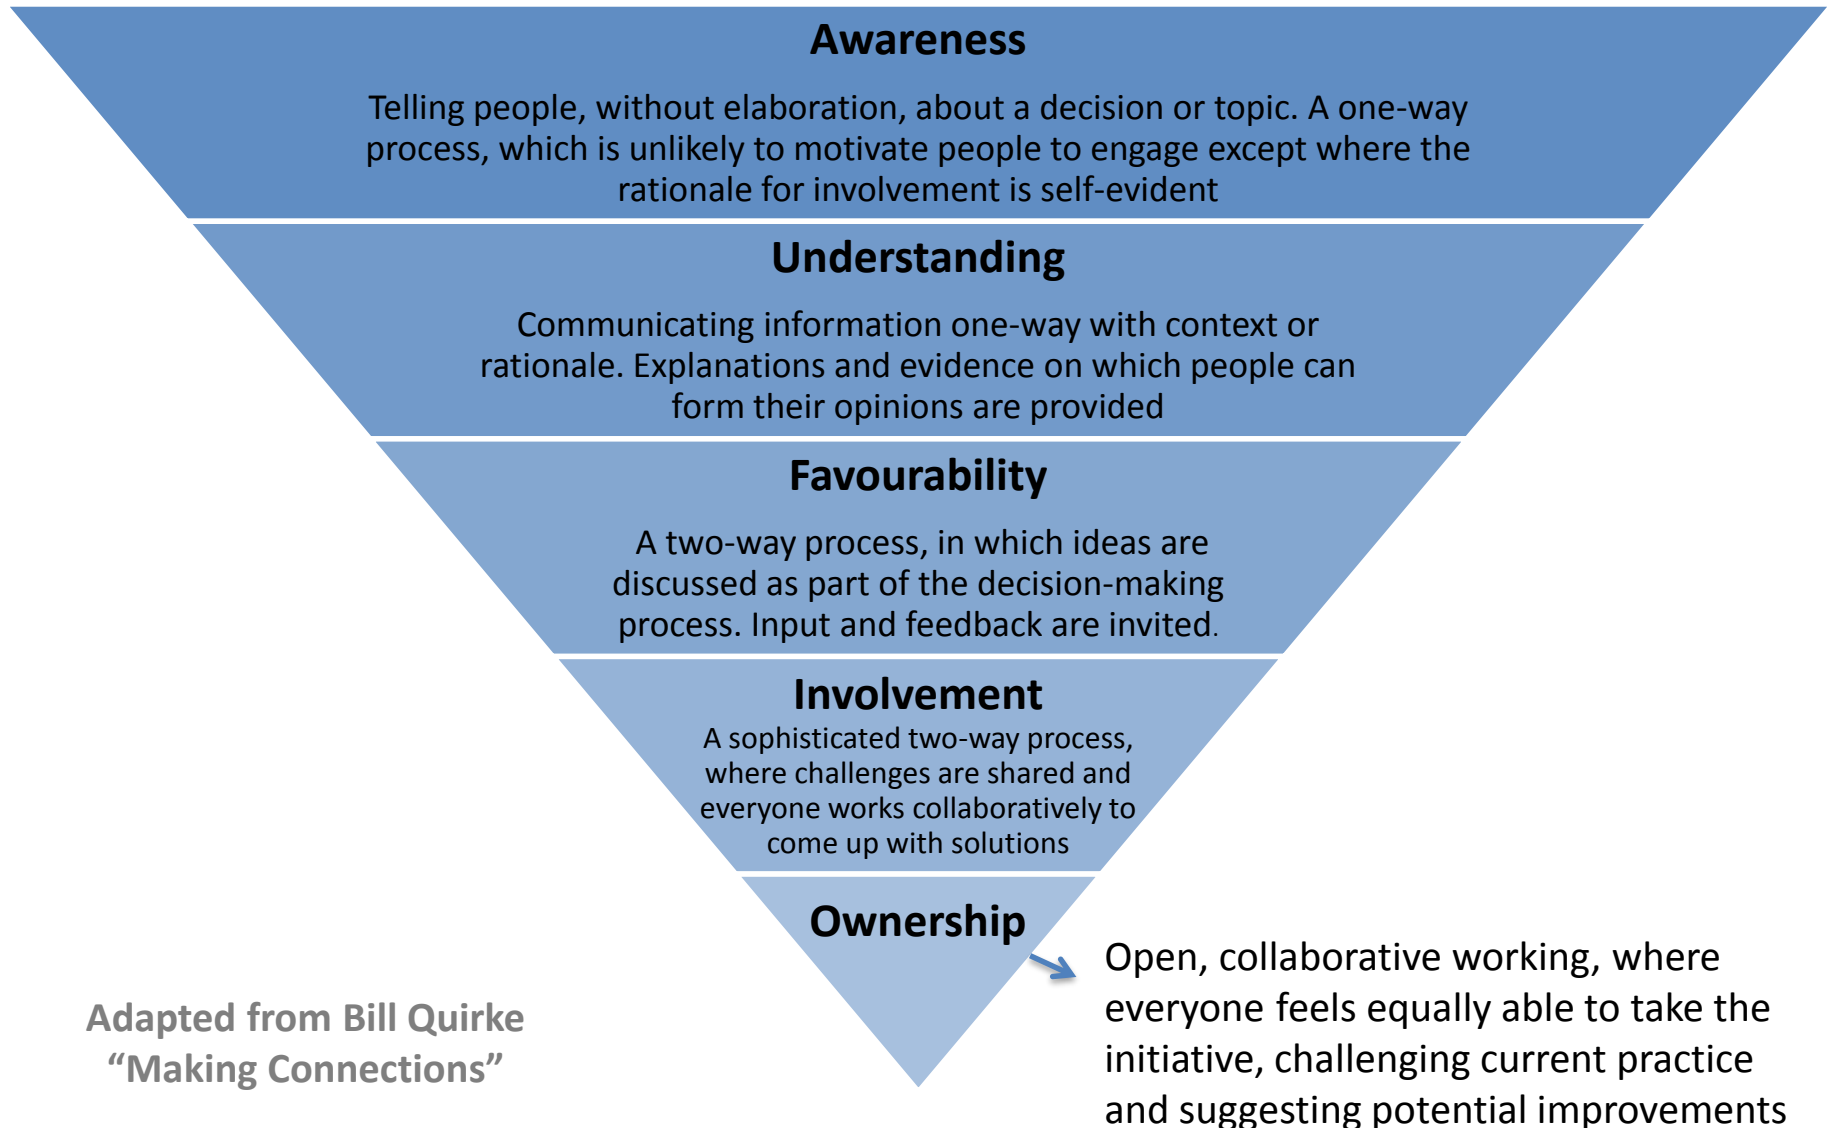 Awareness
Telling people, without elaboration, about a decision or topic. A one-way
process, which is unlikely to motivate people to engage except where the
rationale for involvement is self-evident
Understanding
Communicating information one-way with context or
rationale. Explanations and evidence on which people can
form their opinions are provided
Favourability
A two-way process, in which ideas are
discussed as part of the decision-making
process. Input and feedback are invited.
Involvement
A sophisticated two-way process,
where challenges are shared and
everyone works collaboratively to
come up with solutions
Ownership
Open, collaborative working, where
everyone feels equally able to take the
initiative, challenging current practice
and suggesting potential improvements
Adapted from Bill Quirke
“Making Connections”